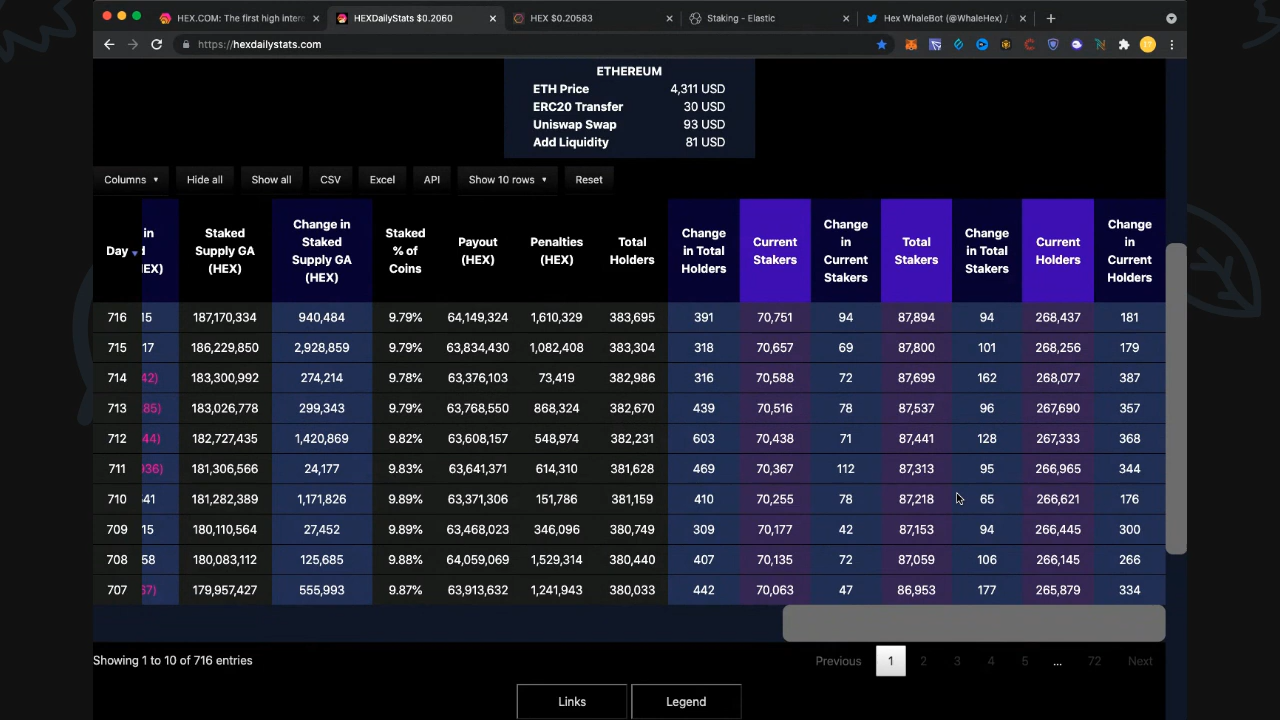 HEX.COM: The first high intere
HEXDailyStats $0.2060
HEX $0.20583
Staking - Elastic
Hex WhaleBot (@WhaleHex) /
https://hexdailystats.com
ETHEREUM
ETH Price 4,311 USD
ERC20 Transfer 30 USD
Uniswap Swap 93 USD
Add Liquidity 81 USD
Columns Hide all Show all CSV Excel API Show 10 rows Reset
Day
in
EX)
Staked
Supply GA
(HEX)
Change in
Staked
Supply GA
(HEX)
Staked
% of
Coins
Payout
(HEX)
Penalties
(HEX)
Total
Holders
Change
in Total
Holders
Current
Stakers
Change
in
Current
Stakers
Total
Stakers
Change
in Total
Stakers
Current
Holders
Change
in
Current
Holders
716 15 187,170,334 940,484 9.79% 64,149,324 1,610,329 383,695 391 70,751 94 87,894 94 268,437 181
715 17 186,229,850 2,928,859 9.79% 63,834,430 1,082,408 383,304 318 70,657 69 87,800 101 268,256 179
714 42) 183,300,992 274,214 9.78% 63,376,103 73,419 382,986 316 70,588 72 87,699 162 268,077 387
713 85) 183,026,778 299,343 9.79% 63,768,550 868,324 382,670 439 70,516 78 87,537 96 267,690 357
712 44) 182,727,435 1,420,869 9.82% 63,608,157 548,974 382,231 603 70,438 71 87,441 128 267,333 368
711 936) 181,306,566 24,177 9.83% 63,641,371 614,310 381,628 469 70,367 112 87,313 95 266,965 344
710 41 181,282,389 1,171,826 9.89% 63,371,306 151,786 381,159 410 70,255 78 87,218 65 266,621 176
709 15 180,110,564 27,452 9.89% 63,468,023 346,096 380,749 309 70,177 42 87,153 94 266,445 300
708 58 180,083,112 125,685 9.88% 64,059,069 1,529,314 380,440 407 70,135 72 87,059 106 266,145 266
707 67) 179,957,427 555,993 9.87% 63,913,632 1,241,943 380,033 442 70,063 47 86,953 177 265,879 334
Showing 1 to 10 of 716 entries
Previous 1 2 3 4 5 ... 72 Next
Links Legend